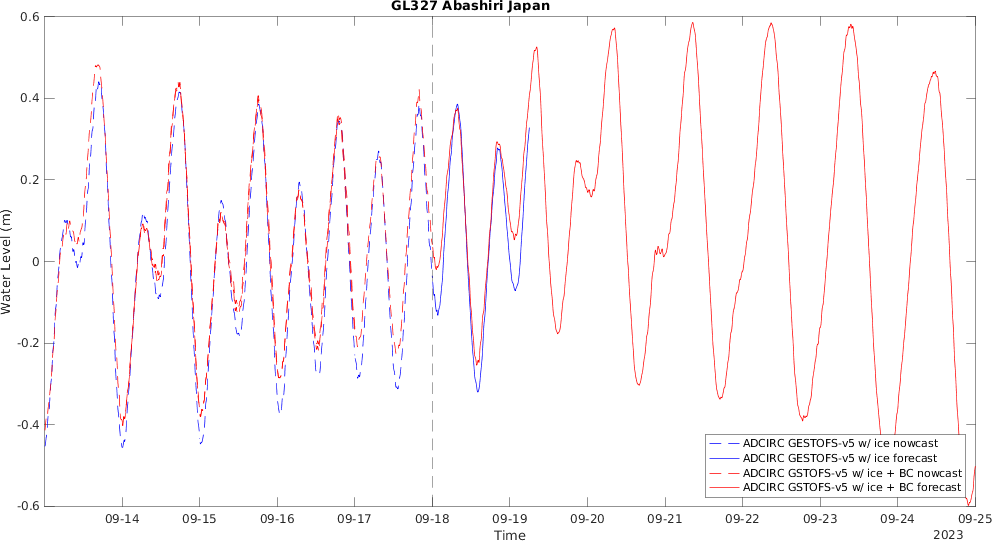 GL327 Abashiri Japan
Water Level (m)
0.6
0.4
0.2
0
-0.2
-0.4
-0.6
ADCIRC GESTOFS-v5 w/ ice nowcast
ADCIRC GESTOFS-v5 w/ ice forecast
ADCIRC GSTOFS-v5 w/ ice + BC nowcast
ADCIRC GSTOFS-v5 w/ ice + BC forecast
09-14 09-15 09-16 09-17 09-18 09-19 09-20 09-21 09-22 09-23 09-24 09-25
Time
2023